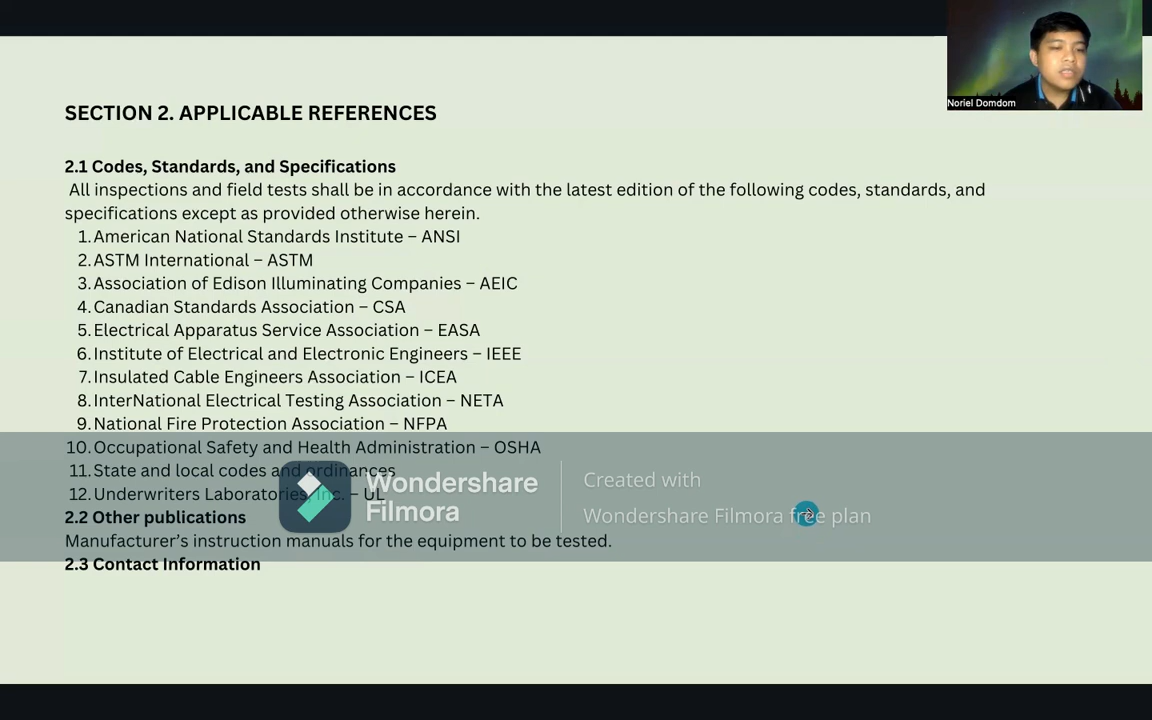 Noriel Domdom
SECTION 2. APPLICABLE REFERENCES
2.1 Codes, Standards, and Specifications
All inspections and field tests shall be in accordance with the latest edition of the following codes, standards, and
specifications except as provided otherwise herein.
1. American National Standards Institute – ANSI
2. ASTM International – ASTM
3. Association of Edison Illuminating Companies – AEIC
4. Canadian Standards Association – CSA
5. Electrical Apparatus Service Association – EASA
6. Institute of Electrical and Electronic Engineers – IEEE
7. Insulated Cable Engineers Association – ICEA
8. InterNational Electrical Testing Association – NETA
9. National Fire Protection Association – NFPA
10. Occupational Safety and Health Administration – OSHA
11. State and local codes and ordinances
12. Underwriters Laboratories, Inc. – UL
2.2 Other publications
Manufacturer's instruction manuals for the equipment to be tested.
2.3 Contact Information
Wondershare
Filmora
Created with
Wondershare Filmora free plan